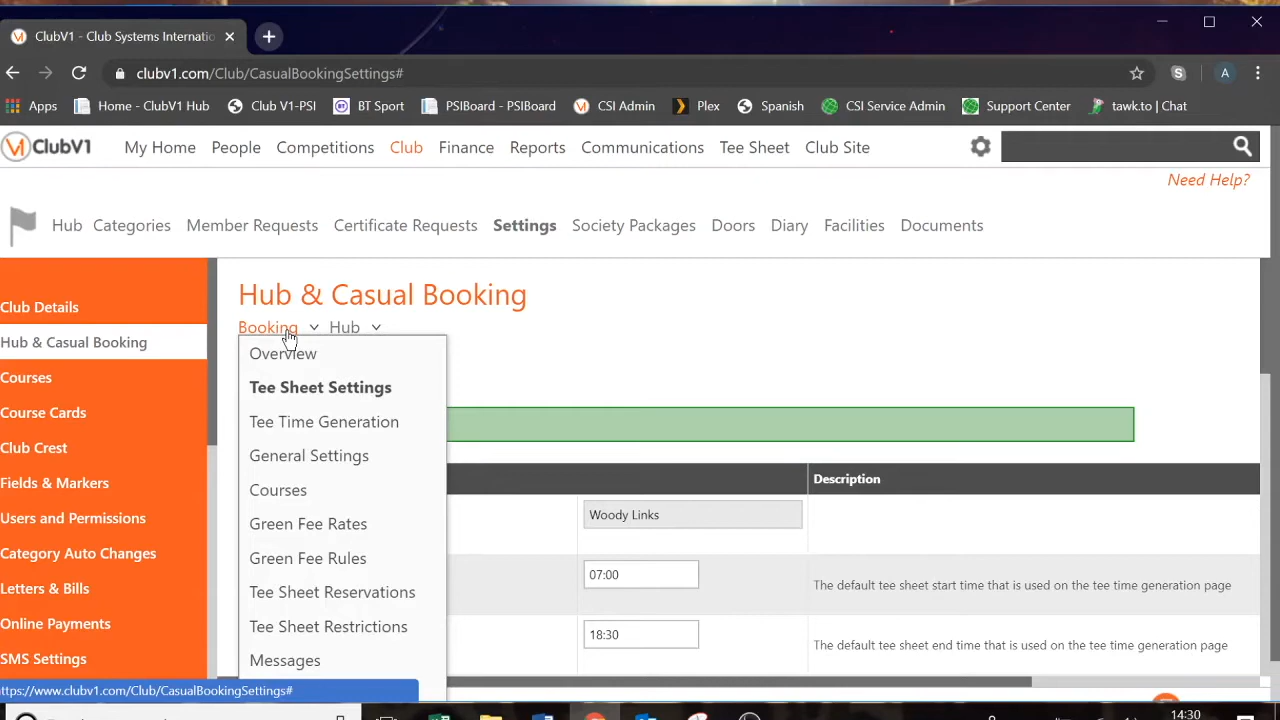 ClubV1 - Club Systems Internatio
clubv1.com/Club/CasualBookingSettings#
A
Apps Home - ClubV1 Hub Club V1-PSI BT Sport PSIBoard - PSIBoard CSI Admin Plex Spanish CSI Service Admin Support Center tawk.to | Chat
ClubV1 My Home People Competitions Club Finance Reports Communications Tee Sheet Club Site
Need Help?
Hub Categories Member Requests Certificate Requests Settings Society Packages Doors Diary Facilities Documents
Club Details
Hub & Casual Booking
Courses
Course Cards
Club Crest
Fields & Markers
Users and Permissions
Category Auto Changes
Letters & Bills
Online Payments
SMS Settings
Hub & Casual Booking
Booking Hub
Overview
Tee Sheet Settings
Tee Time Generation
General Settings
Courses
Green Fee Rates
Green Fee Rules
Tee Sheet Reservations
Tee Sheet Restrictions
Messages
Description
Woody Links
07:00 The default tee sheet start time that is used on the tee time generation page
18:30 The default tee sheet end time that is used on the tee time generation page
ttps://www.clubv1.com/Club/CasualBookingSettings#
14:30